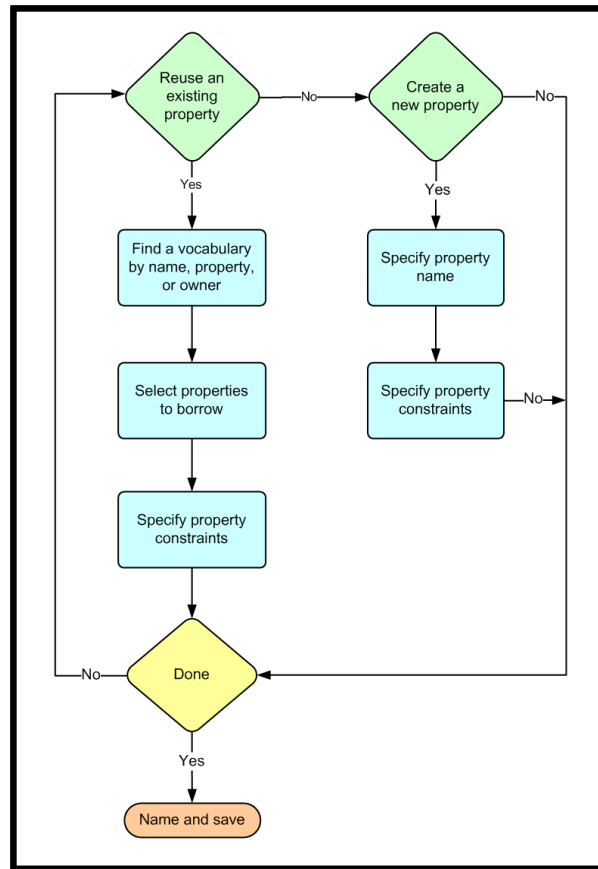 Reuse an
existing
property
No
Create a
new property
No
Yes
Yes
Find a vocabulary
by name, property,
or owner
Specify property
name
Select properties
to borrow
Specify property
constraints
No
Specify property
constraints
No
Done
Yes
Name and save